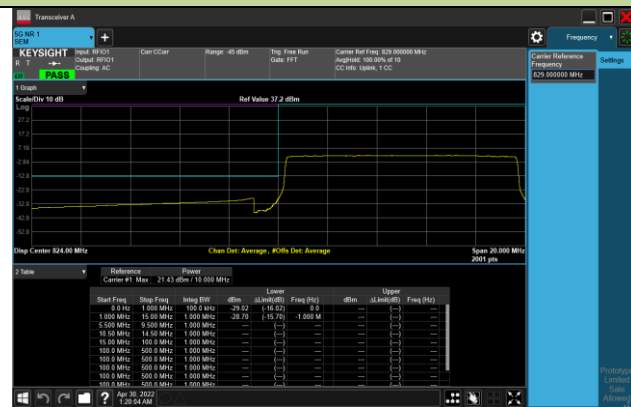 Transceiver A
5G NR 1
SEM
+
Frequency
KEYSIGHT
R T
PASS
Input: RFIO1
Output: RFIO1
Coupling: AC
Corr CCorr
Range: -45 dBm
Trig: Free Run
Gate: FFT
Carrier Ref Freq: 829.000000 MHz
Avg|Hold: 100.00% of 10
CC Info: Uplink, 1 CC
Carrier Reference
Frequency
829.000000 MHz
Settings
1 Graph
Scale/Div 10 dB
Ref Value 37.2 dBm
Log
27.2
17.2
7.16
-2.84
-12.8
-22.8
-32.8
-42.8
-52.8
Disp Center 824.00 MHz
Chan Det: Average , #Offs Det: Average
Span 20.000 MHz
2001 pts
2 Table
Reference Power
Carrier #1 Max 21.43 dBm / 10.000 MHz
Lower Upper
Start Freq Stop Freq Integ BW dBm ΔLimit(dB) Freq (Hz) dBm ΔLimit(dB) Freq (Hz)
0.0 Hz 1.000 MHz 100.0 kHz -29.02 (-16.02) 0.0 --- (---) ---
1.000 MHz 15.00 MHz 1.000 MHz -28.70 (-15.70) -1.000 M --- (---) ---
5.500 MHz 9.500 MHz 1.000 MHz --- (---) --- --- (---) ---
10.50 MHz 14.50 MHz 1.000 MHz --- (---) --- --- (---) ---
15.00 MHz 100.0 MHz 1.000 MHz --- (---) --- --- (---) ---
100.0 MHz 500.0 MHz 1.000 MHz --- (---) --- --- (---) ---
100.0 MHz 500.0 MHz 1.000 MHz --- (---) --- --- (---) ---
100.0 MHz 500.0 MHz 1.000 MHz --- (---) --- --- (---) ---
100.0 MHz 500.0 MHz 1.000 MHz --- (---) --- --- (---) ---
100.0 MHz 500.0 MHz 1.000 MHz --- (---) --- --- (---) ---
?
Apr 30, 2022
1:28:04 AM
Prototype
Limited
Sale
Allowed